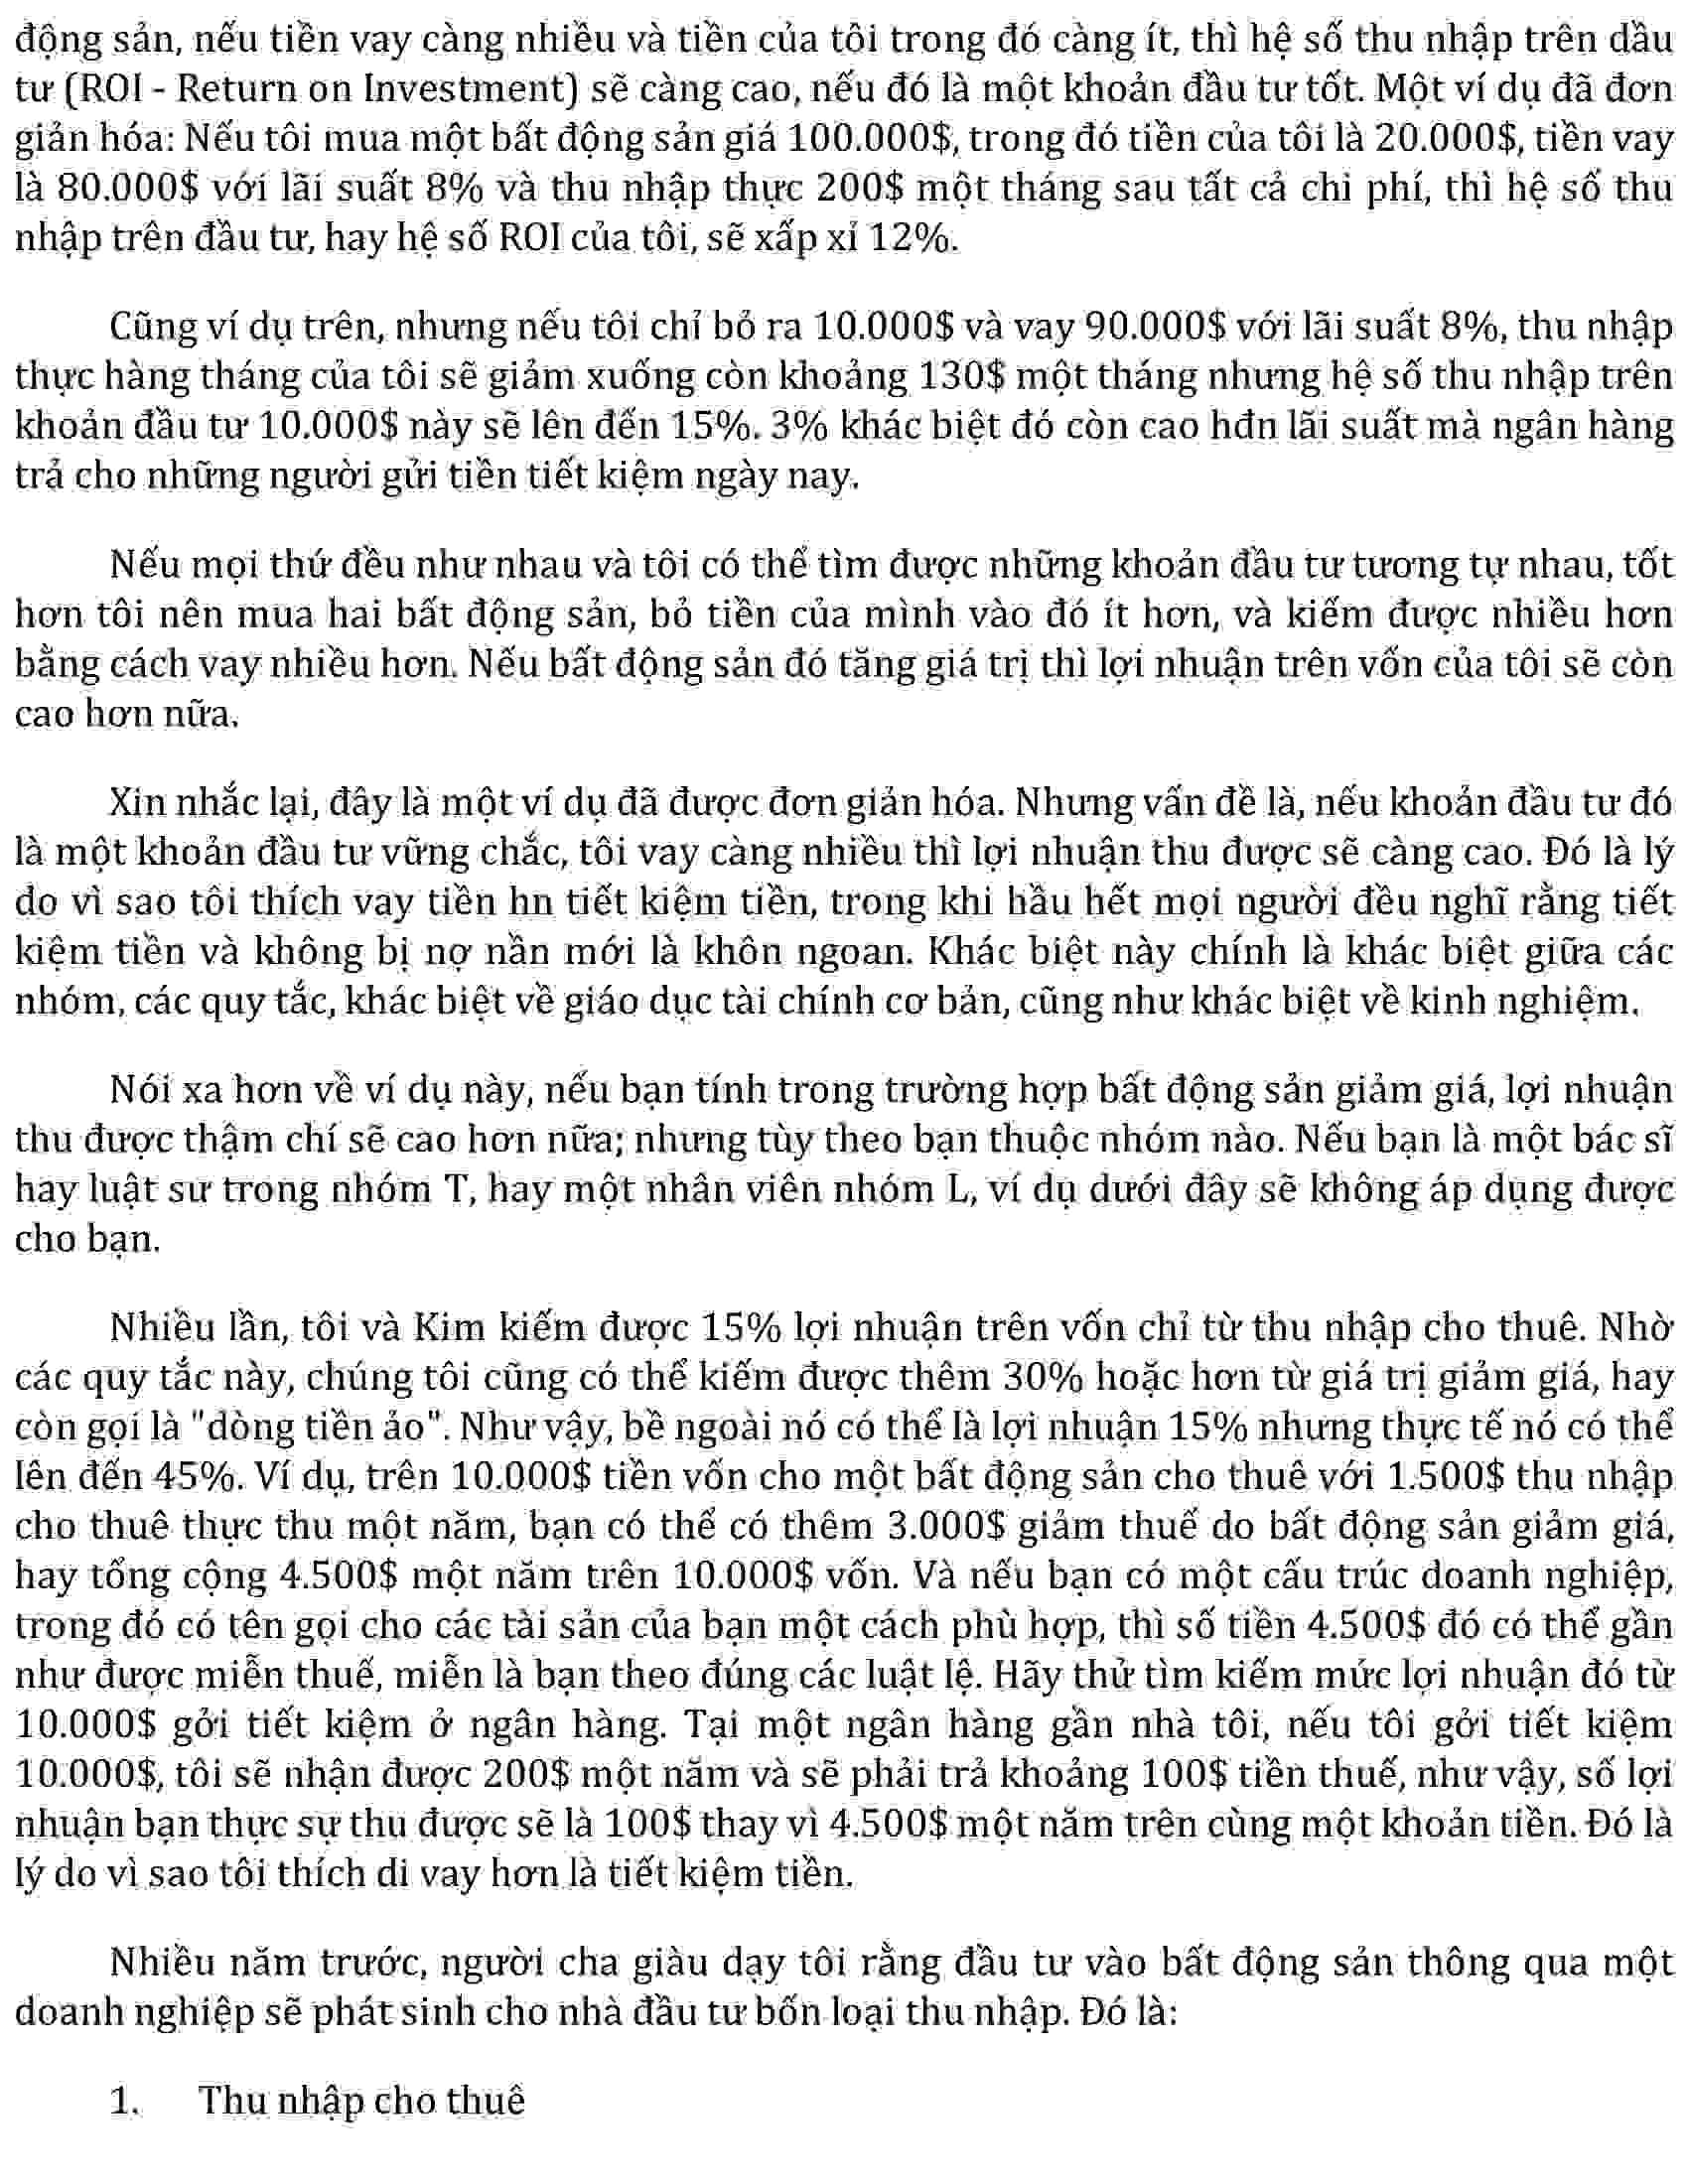 động sản, nếu tiền vay càng nhiều và tiền của tôi trong đó càng ít, thì hệ số thu nhập trên dầu
tư (ROI - Return on Investment) sẽ càng cao, nếu đó là một khoản đầu tư tốt. Một ví dụ đã đơn
giản hóa: Nếu tôi mua một bất động sản giá 100.000$, trong đó tiền của tôi là 20.000$, tiền vay
là 80.000$ với lãi suất 8% và thu nhập thực 200$ một tháng sau tất cả chi phí, thì hệ số thu
nhập trên đầu tư, hay hệ số ROI của tôi, sẽ xấp xỉ 12%.
Cũng ví dụ trên, nhưng nếu tôi chỉ bỏ ra 10.000$ và vay 90.000$ với lãi suất 8%, thu nhập
thực hàng tháng của tôi sẽ giảm xuống còn khoảng 130$ một tháng nhưng hệ số thu nhập trên
khoản đầu tư 10.000$ này sẽ lên đến 15%. 3% khác biệt đó còn cao hđn lãi suất mà ngân hàng
trả cho những người gửi tiền tiết kiệm ngày nay.
Nếu mọi thứ đều như nhau và tôi có thể tìm được những khoản đầu tư tương tự nhau, tốt
hơn tôi nên mua hai bất động sản, bỏ tiền của mình vào đó ít hơn, và kiếm được nhiều hơn
bằng cách vay nhiều hơn. Nếu bất động sản đó tăng giá trị thì lợi nhuận trên vốn của tôi sẽ còn
cao hơn nữa.
Xin nhắc lại, đây là một ví dụ đã được đơn giản hóa. Nhưng vấn đề là, nếu khoản đầu tư đó
là một khoản đầu tư vững chắc, tôi vay càng nhiều thì lợi nhuận thu được sẽ càng cao. Đó là lý
do vì sao tôi thích vay tiền hn tiết kiệm tiền, trong khi hầu hết mọi người đều nghĩ rằng tiết
kiệm tiền và không bị nợ nần mới là khôn ngoan. Khác biệt này chính là khác biệt giữa các
nhóm, các quy tắc, khác biệt về giáo dục tài chính cơ bản, cũng như khác biệt về kinh nghiệm.
Nói xa hơn về ví dụ này, nếu bạn tính trong trường hợp bất động sản giảm giá, lợi nhuận
thu được thậm chí sẽ cao hơn nữa; nhưng tùy theo bạn thuộc nhóm nào. Nếu bạn là một bác sĩ
hay luật sư trong nhóm T, hay một nhân viên nhóm L, ví dụ dưới đây sẽ không áp dụng được
cho bạn.
Nhiều lần, tôi và Kim kiếm được 15% lợi nhuận trên vốn chỉ từ thu nhập cho thuê. Nhờ
các quy tắc này, chúng tôi cũng có thể kiếm được thêm 30% hoặc hơn từ giá trị giảm giá, hay
còn gọi là "dòng tiền ảo". Như vậy, bề ngoài nó có thể là lợi nhuận 15% nhưng thực tế nó có thể
lên đến 45%. Ví dụ, trên 10.000$ tiền vốn cho một bất động sản cho thuê với 1.500$ thu nhập
cho thuê thực thu một năm, bạn có thể có thêm 3.000$ giảm thuế do bất động sản giảm giá,
hay tổng cộng 4.500$ một năm trên 10.000$ vốn. Và nếu bạn có một cấu trúc doanh nghiệp,
trong đó có tên gọi cho các tài sản của bạn một cách phù hợp, thì số tiền 4.500$ đó có thể gần
như được miễn thuế, miễn là bạn theo đúng các luật lệ. Hãy thử tìm kiếm mức lợi nhuận đó từ
10.000$ gởi tiết kiệm ở ngân hàng. Tại một ngân hàng gần nhà tôi, nếu tôi gởi tiết kiệm
10.000$, tôi sẽ nhận được 200$ một năm và sẽ phải trả khoảng 100$ tiền thuế, như vậy, số lợi
nhuận bạn thực sự thu được sẽ là 100$ thay vì 4.500$ một năm trên cùng một khoản tiền. Đó là
lý do vì sao tôi thích di vay hơn là tiết kiệm tiền.
Nhiều năm trước, người cha giàu dạy tôi rằng đầu tư vào bất động sản thông qua một
doanh nghiệp sẽ phát sinh cho nhà đầu tư bốn loại thu nhập. Đó là:
1. Thu nhập cho thuê